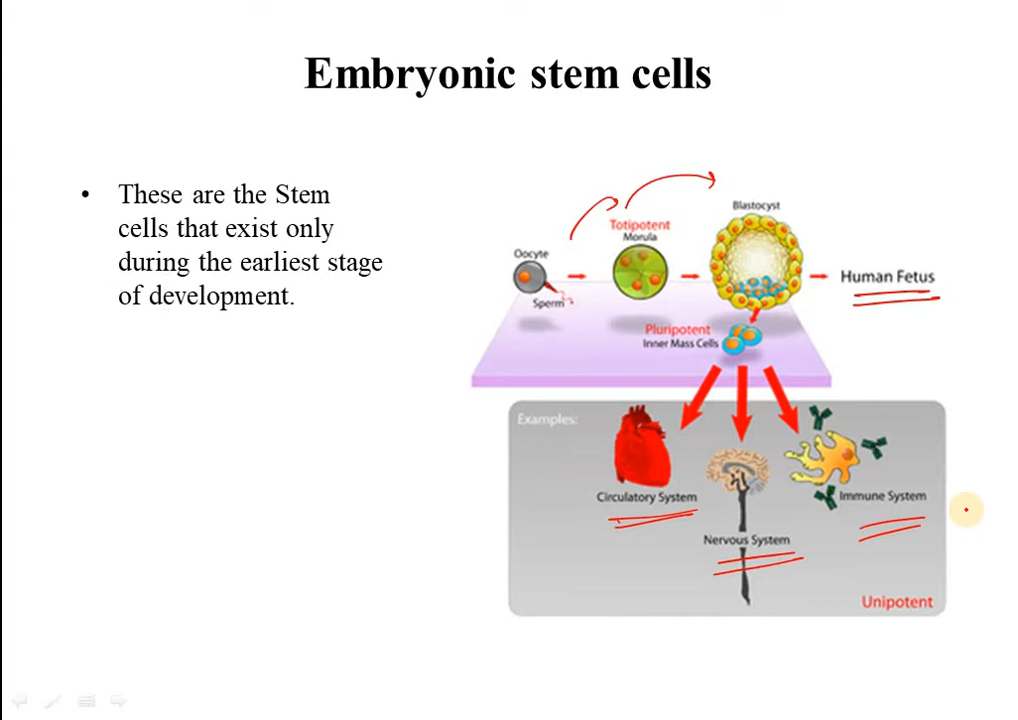 Embryonic stem cells
• These are the Stem
cells that exist only
during the earliest stage
of development.
Blastocyst
Totipotent
Morula
Oocyte
Sperm
Human Fetus
Pluripotent
Inner Mass Cells
Examples:
Circulatory System
Immune System
Nervous System
Unipotent